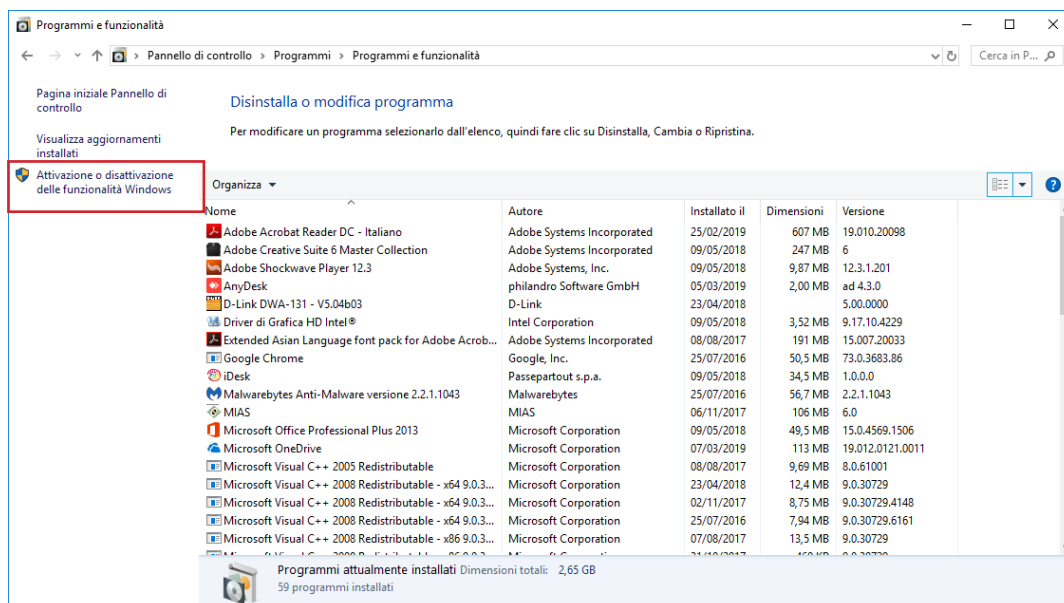 Programmi e funzionalità
Pannello di controllo > Programmi > Programmi e funzionalità
Cerca in P...
Pagina iniziale Pannello di
controllo
Visualizza aggiornamenti
installati
Attivazione o disattivazione
delle funzionalità Windows
Disinstalla o modifica programma
Per modificare un programma selezionarlo dall'elenco, quindi fare clic su Disinstalla, Cambia o Ripristina.
Organizza
Nome Autore Installato il Dimensioni Versione
Adobe Acrobat Reader DC - Italiano Adobe Systems Incorporated 25/02/2019 607 MB 19.010.20098
Adobe Creative Suite 6 Master Collection Adobe Systems Incorporated 09/05/2018 247 MB 6
Adobe Shockwave Player 12.3 Adobe Systems, Inc. 09/05/2018 9,87 MB 12.3.1.201
AnyDesk philandro Software GmbH 05/03/2019 2,00 MB ad 4.3.0
D-Link DWA-131 - V5.04b03 D-Link 23/04/2018 5.00.0000
Driver di Grafica HD Intel® Intel Corporation 09/05/2018 3,52 MB 9.17.10.4229
Extended Asian Language font pack for Adobe Acrob... Adobe Systems Incorporated 08/08/2017 191 MB 15.007.20033
Google Chrome Google, Inc. 25/07/2016 50,5 MB 73.0.3683.86
iDesk Passepartout s.p.a. 09/05/2018 34,5 MB 1.0.0.0
Malwarebytes Anti-Malware versione 2.2.1.1043 Malwarebytes 25/07/2016 56,7 MB 2.2.1.1043
MIAS MIAS 06/11/2017 106 MB 6.0
Microsoft Office Professional Plus 2013 Microsoft Corporation 09/05/2018 49,5 MB 15.0.4569.1506
Microsoft OneDrive Microsoft Corporation 07/03/2019 113 MB 19.012.0121.0011
Microsoft Visual C++ 2005 Redistributable Microsoft Corporation 08/08/2017 9,69 MB 8.0.61001
Microsoft Visual C++ 2008 Redistributable - x64 9.0.3... Microsoft Corporation 23/04/2018 12,4 MB 9.0.30729
Microsoft Visual C++ 2008 Redistributable - x64 9.0.3... Microsoft Corporation 02/11/2017 8,75 MB 9.0.30729.4148
Microsoft Visual C++ 2008 Redistributable - x64 9.0.3... Microsoft Corporation 25/07/2016 7,94 MB 9.0.30729.6161
Microsoft Visual C++ 2008 Redistributable - x86 9.0.3... Microsoft Corporation 07/08/2017 13,5 MB 9.0.30729
Programmi attualmente installati Dimensioni totali: 2,65 GB
59 programmi installati